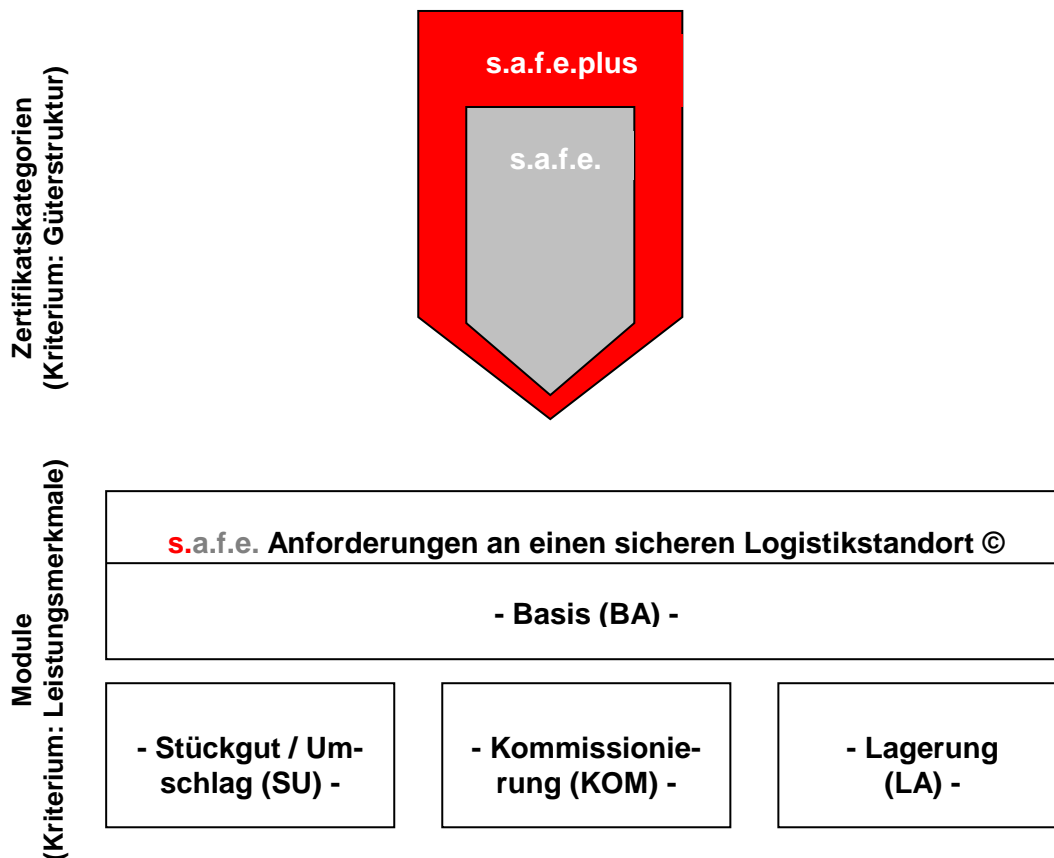 Zertifikatskategorien
(Kriterium: Güterstruktur)
s.a.f.e.plus
s.a.f.e.
Module
(Kriterium: Leistungsmerkmale)
s.a.f.e. Anforderungen an einen sicheren Logistikstandort ©
- Basis (BA) -
- Stückgut / Um-
schlag (SU) -
- Kommissionie-
rung (KOM) -
- Lagerung
(LA) -